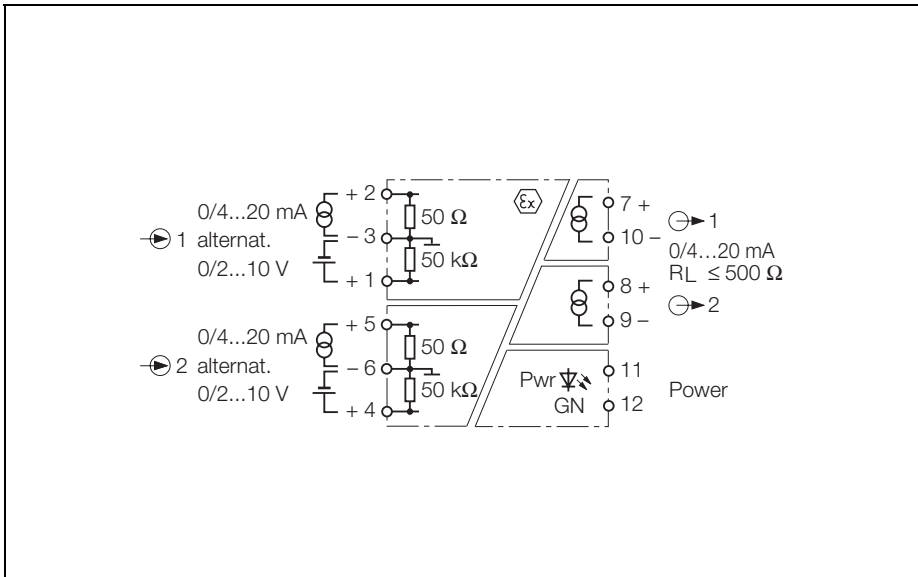 0/4...20 mA
1 alternat.
0/2...10 V
+ 2
– 3
+ 1
50 Ω
50 kΩ
εx
7 +
10 –
1
0/4...20 mA
RL ≤ 500 Ω
8 +
9 –
2
0/4...20 mA
2 alternat.
0/2...10 V
+ 5
– 6
+ 4
50 Ω
50 kΩ
Pwr
GN
11
12
Power